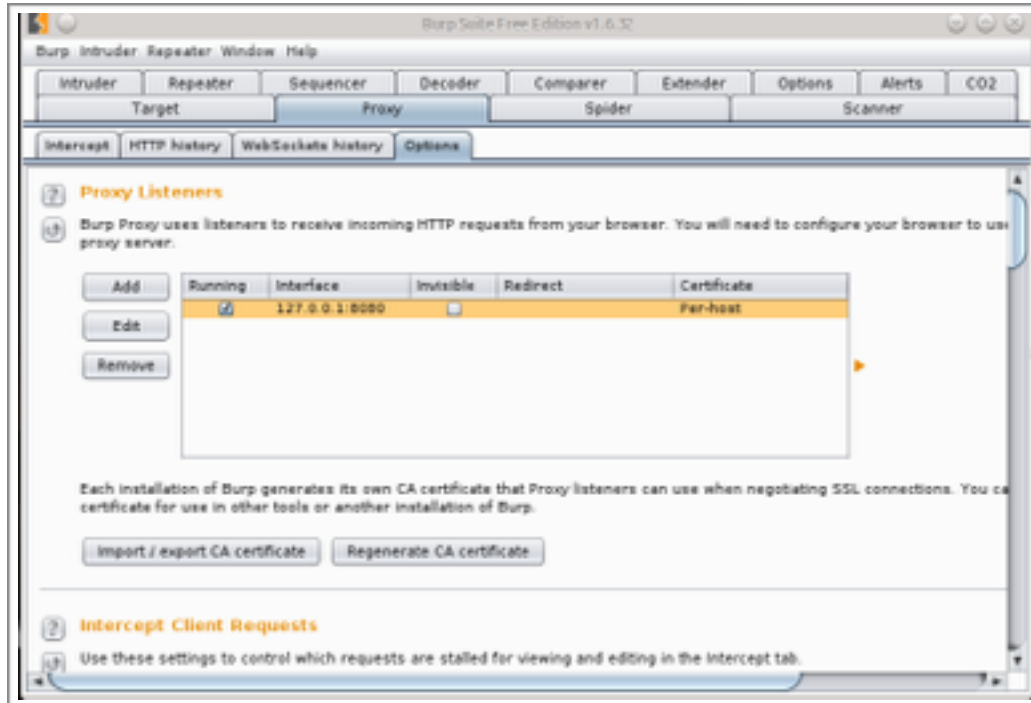 Burp Suite Free Edition v1.6.32
Burp Intruder Repeater Window Help
Intruder Repeater Sequencer Decoder Comparer Extender Options Alerts CO2
Target Proxy Spider Scanner
Intercept HTTP history WebSockets history Options
? Proxy Listeners
Burp Proxy uses listeners to receive incoming HTTP requests from your browser. You will need to configure your browser to use
proxy server.
Add Running Interface Invisible Redirect Certificate
127.0.0.1:8080 Per-host
Edit
Remove
Each installation of Burp generates its own CA certificate that Proxy listeners can use when negotiating SSL connections. You ca
certificate for use in other tools or another installation of Burp.
Import / export CA certificate Regenerate CA certificate
? Intercept Client Requests
Use these settings to control which requests are stalled for viewing and editing in the Intercept tab.